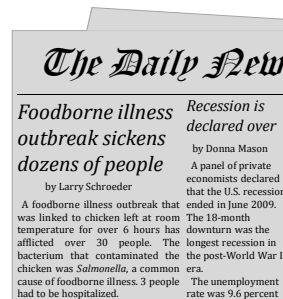 The Daily New
Foodborne illness
outbreak sickens
dozens of people
by Larry Schroeder
A foodborne illness outbreak that
was linked to chicken left at room
temperature for over 6 hours has
afflicted over 30 people. The
bacterium that contaminated the
chicken was Salmonella, a common
cause of foodborne illness. 3 people
had to be hospitalized.
Recession is
declared over
by Donna Mason
A panel of private
economists declared
that the U.S. recession
ended in June 2009.
The 18-month
downturn was the
longest recession in
the post-World War I
era.
The unemployment
rate was 9.6 percent